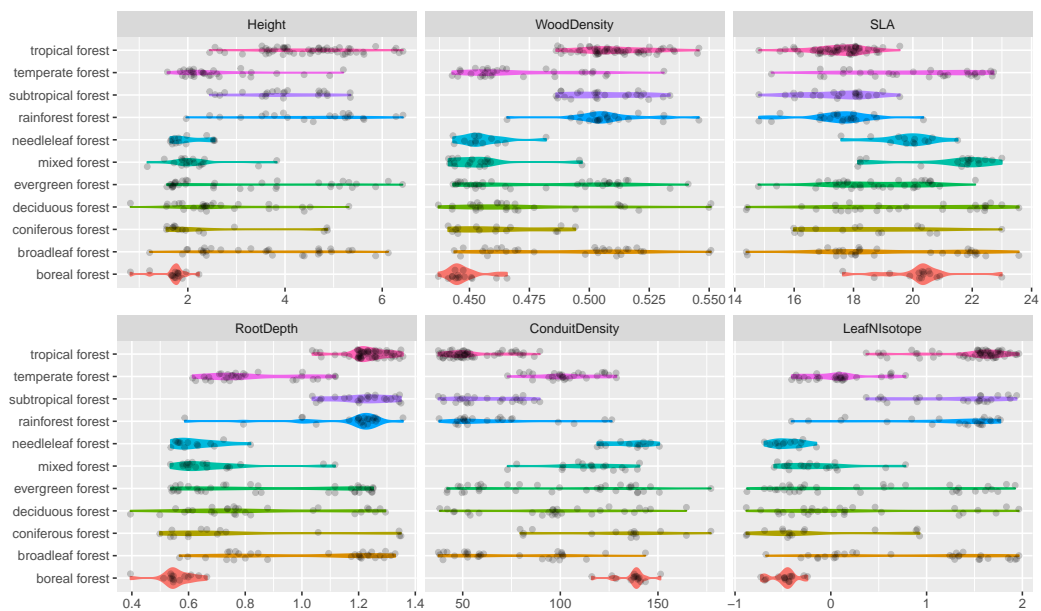 Height WoodDensity SLA
tropical forest
temperate forest
subtropical forest
rainforest forest
needleleaf forest
mixed forest
evergreen forest
deciduous forest
coniferous forest
broadleaf forest
boreal forest
2 4 6 0.450 0.475 0.500 0.525 0.550 14 16 18 20 22 24
RootDepth ConduitDensity LeafNIsotope
tropical forest
temperate forest
subtropical forest
rainforest forest
needleleaf forest
mixed forest
evergreen forest
deciduous forest
coniferous forest
broadleaf forest
boreal forest
0.4 0.6 0.8 1.0 1.2 1.4 50 100 150 −1 0 1 2